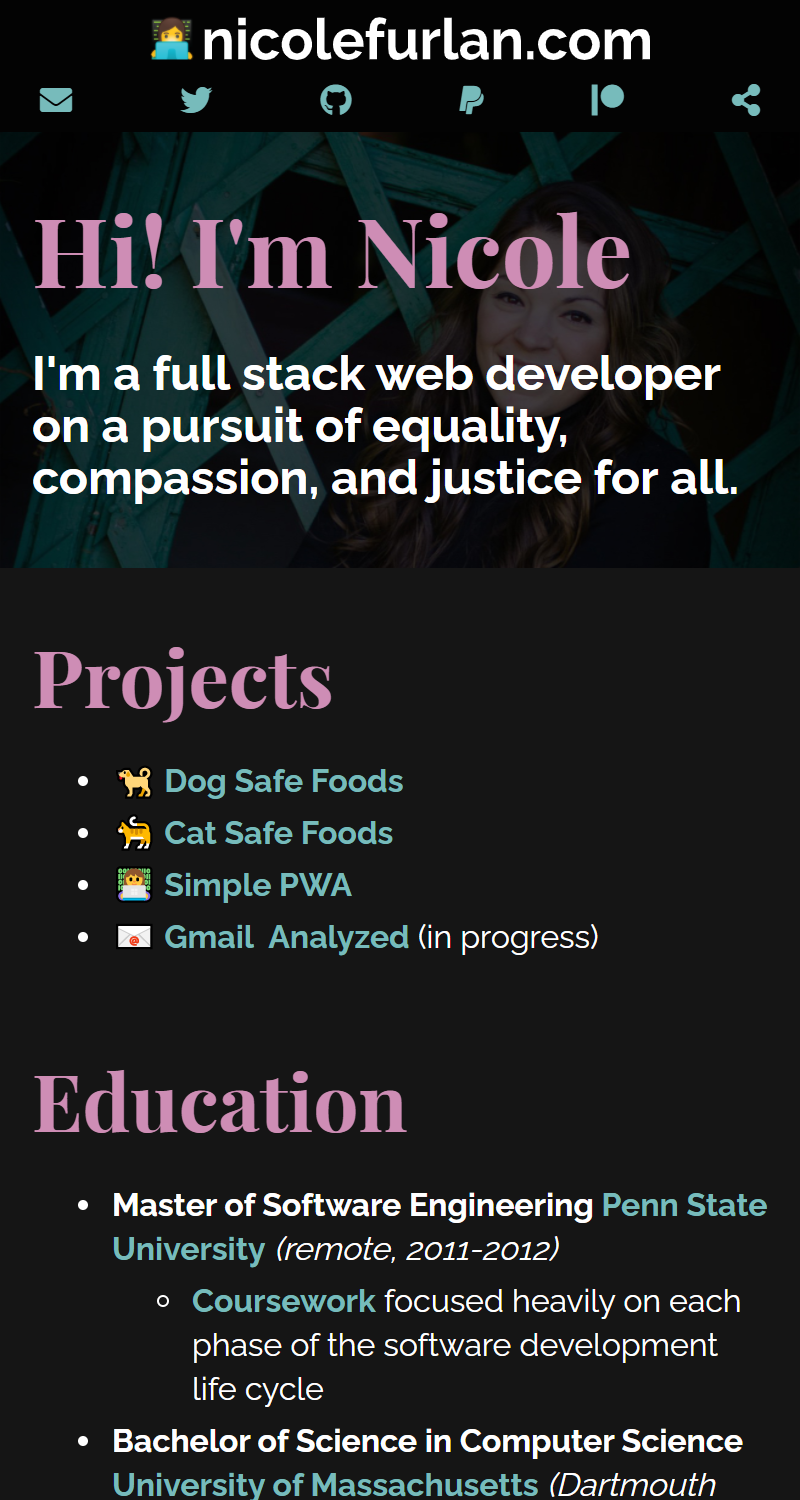 nicolefurlan.com
Hi! I'm Nicole
I'm a full stack web developer
on a pursuit of equality,
compassion, and justice for all.
Projects
Dog Safe Foods
Cat Safe Foods
Simple PWA
Gmail Analyzed (in progress)
Education
Master of Software Engineering Penn State
University (remote, 2011-2012)
Coursework focused heavily on each
phase of the software development
life cycle
Bachelor of Science in Computer Science
University of Massachusetts (Dartmouth